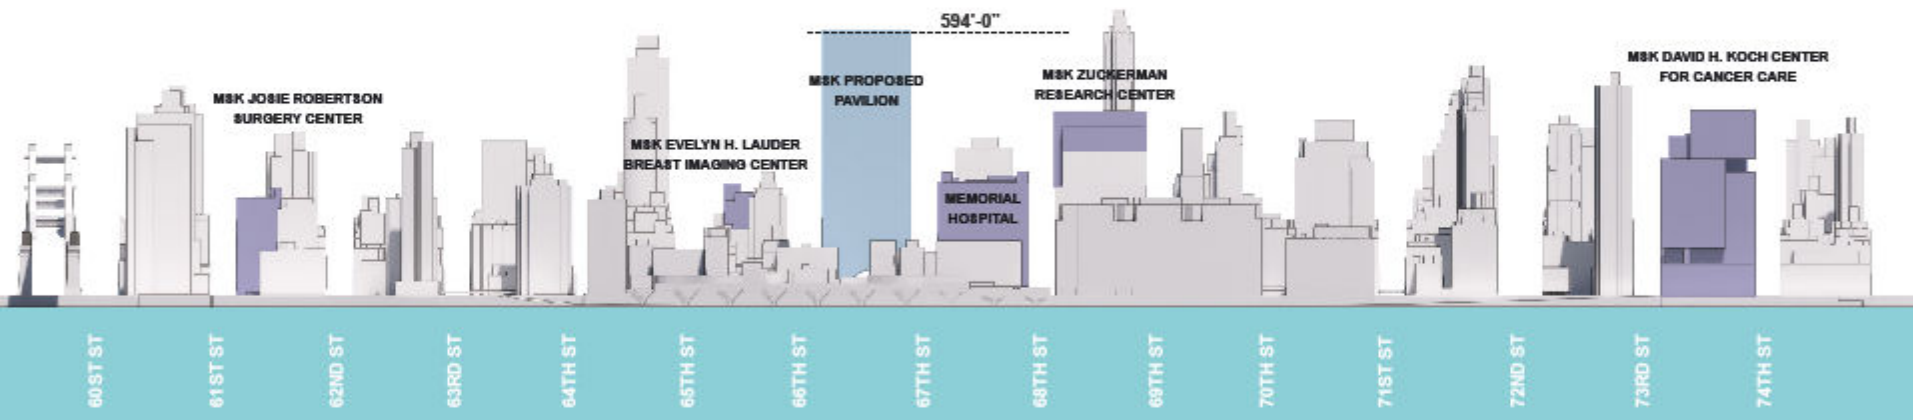 594'-0"
MSK DAVID H. KOCH CENTER
FOR CANCER CARE
MSK PROPOSED
PAVILION
MSK ZUCKERMAN
RESEARCH CENTER
MSK JOSIE ROBERTSON
SURGERY CENTER
MSK EVELYN H. LAUDER
BREAST IMAGING CENTER
MEMORIAL
HOSPITAL
60ST ST
61ST ST
62ND ST
63RD ST
64TH ST
65TH ST
66TH ST
67TH ST
68TH ST
69TH ST
70TH ST
71ST ST
72ND ST
73RD ST
74TH ST